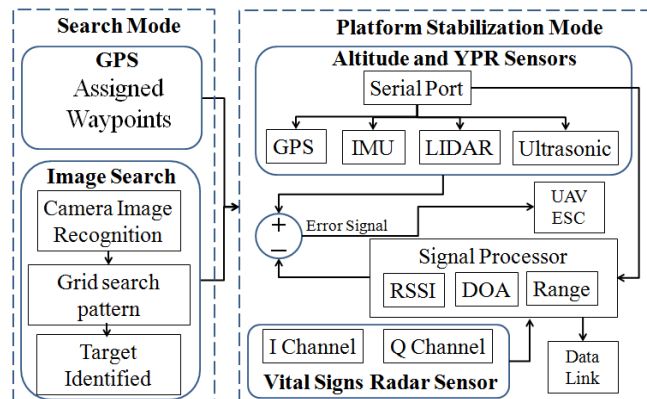 Search Mode
GPS
Assigned
Waypoints
Image Search
Camera Image
Recognition
Grid search
pattern
Target
Identified
Platform Stabilization Mode
Altitude and YPR Sensors
Serial Port
GPS
IMU
LIDAR
Ultrasonic
+
−
Error Signal
UAV
ESC
Signal Processor
RSSI
DOA
Range
I Channel
Q Channel
Vital Signs Radar Sensor
Data
Link